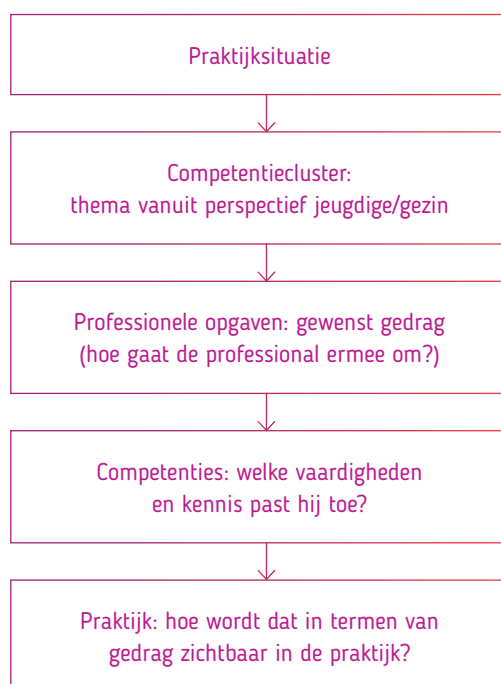 Praktijksituatie
Competentiecluster:
thema vanuit perspectief jeugdige/gezin
Professionele opgaven: gewenst gedrag
(hoe gaat de professional ermee om?)
Competenties: welke vaardigheden
en kennis past hij toe?
Praktijk: hoe wordt dat in termen van
gedrag zichtbaar in de praktijk?